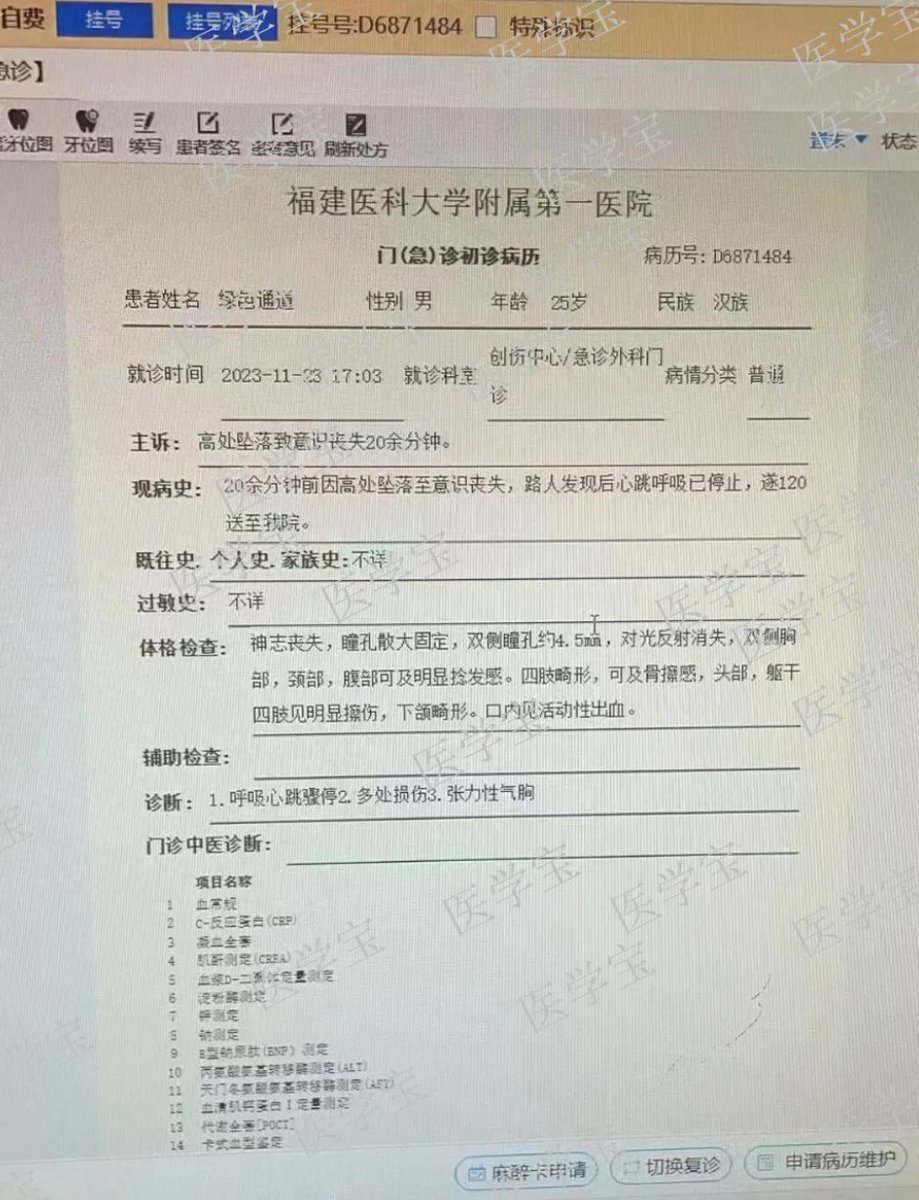 自费 挂号 挂号列表 挂号号:D6871484 特殊标识
急诊】
牙位图 牙位图 续写 患者签名 刷新处方 状态
福建医科大学附属第一医院
门(急)诊初诊病历 病历号: D6871484
患者姓名 绿色通道 性别 男 年龄 25岁 民族 汉族
就诊时间 2023-11-23 17:03 就诊科室 创伤中心/急诊外科门诊 病情分类 普通
主诉: 高处坠落致意识丧失20余分钟。
现病史: 20余分钟前因高处坠落至意识丧失，路人发现后心跳呼吸已停止，遂120
送至我院。
既往史. 个人史. 家族史:不详
过敏史: 不详
体格检查: 神志丧失，瞳孔散大固定，双侧瞳孔约4.5mm，对光反射消失，双侧胸
部，颈部，腹部可及明显捻发感。四肢畸形，可及骨擦感，头部，躯干
四肢见明显擦伤，下颌畸形。口内见活动性出血。
辅助检查:
诊断: 1.呼吸心跳骤停2.多处损伤3.张力性气胸
门诊中医诊断:
项目名称
1 血常规
2 C-反应蛋白(CRP)
3 凝血全套
4 肌酐测定(CREA)
5 血浆D-二聚体定量测定
6 淀粉酶测定
7 钾测定
8 钠测定
9 B型钠尿肽(BNP) 测定
10 丙氨酸氨基转移酶测定(ALT)
11 天门冬氨酸氨基转移酶测定(AST)
12 血清肌钙蛋白Ⅰ定量测定
13 代谢全套[POCT]
14 卡式血型鉴定
麻醉卡申请 切换复诊 申请病历维护
医学宝